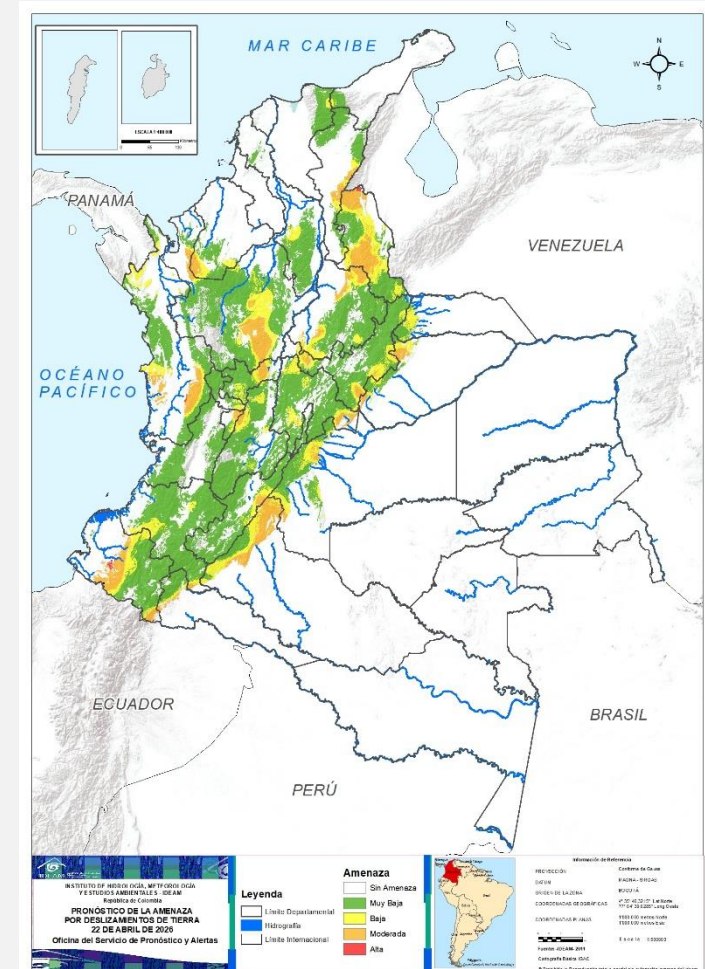 MAR CARIBE
N
W
E
S
PANAMÁ
VENEZUELA
OCÉANO
PACÍFICO
ECUADOR
PERÚ
BRASIL
INSTITUTO DE HIDROLOGÍA, METEOROLOGÍA
Y ESTUDIOS AMBIENTALES - IDEAM
República de Colombia
PRONÓSTICO DE LA AMENAZA
POR DESLIZAMIENTOS DE TIERRA
22 DE ABRIL DE 2026
Oficina del Servicio de Pronóstico y Alertas
Leyenda
Límite Departamental
Hidrografía
Límite Internacional
Amenaza
Sin Amenaza
Muy Baja
Baja
Moderada
Alta
Información de Referencia
PROYECCIÓN
DATUM
ORIGEN DE LA ZONA
BOGOTÁ
COORDENADAS GEOGRÁFICAS
COORDENADAS PLANAS
Cartografía Básica IGAC